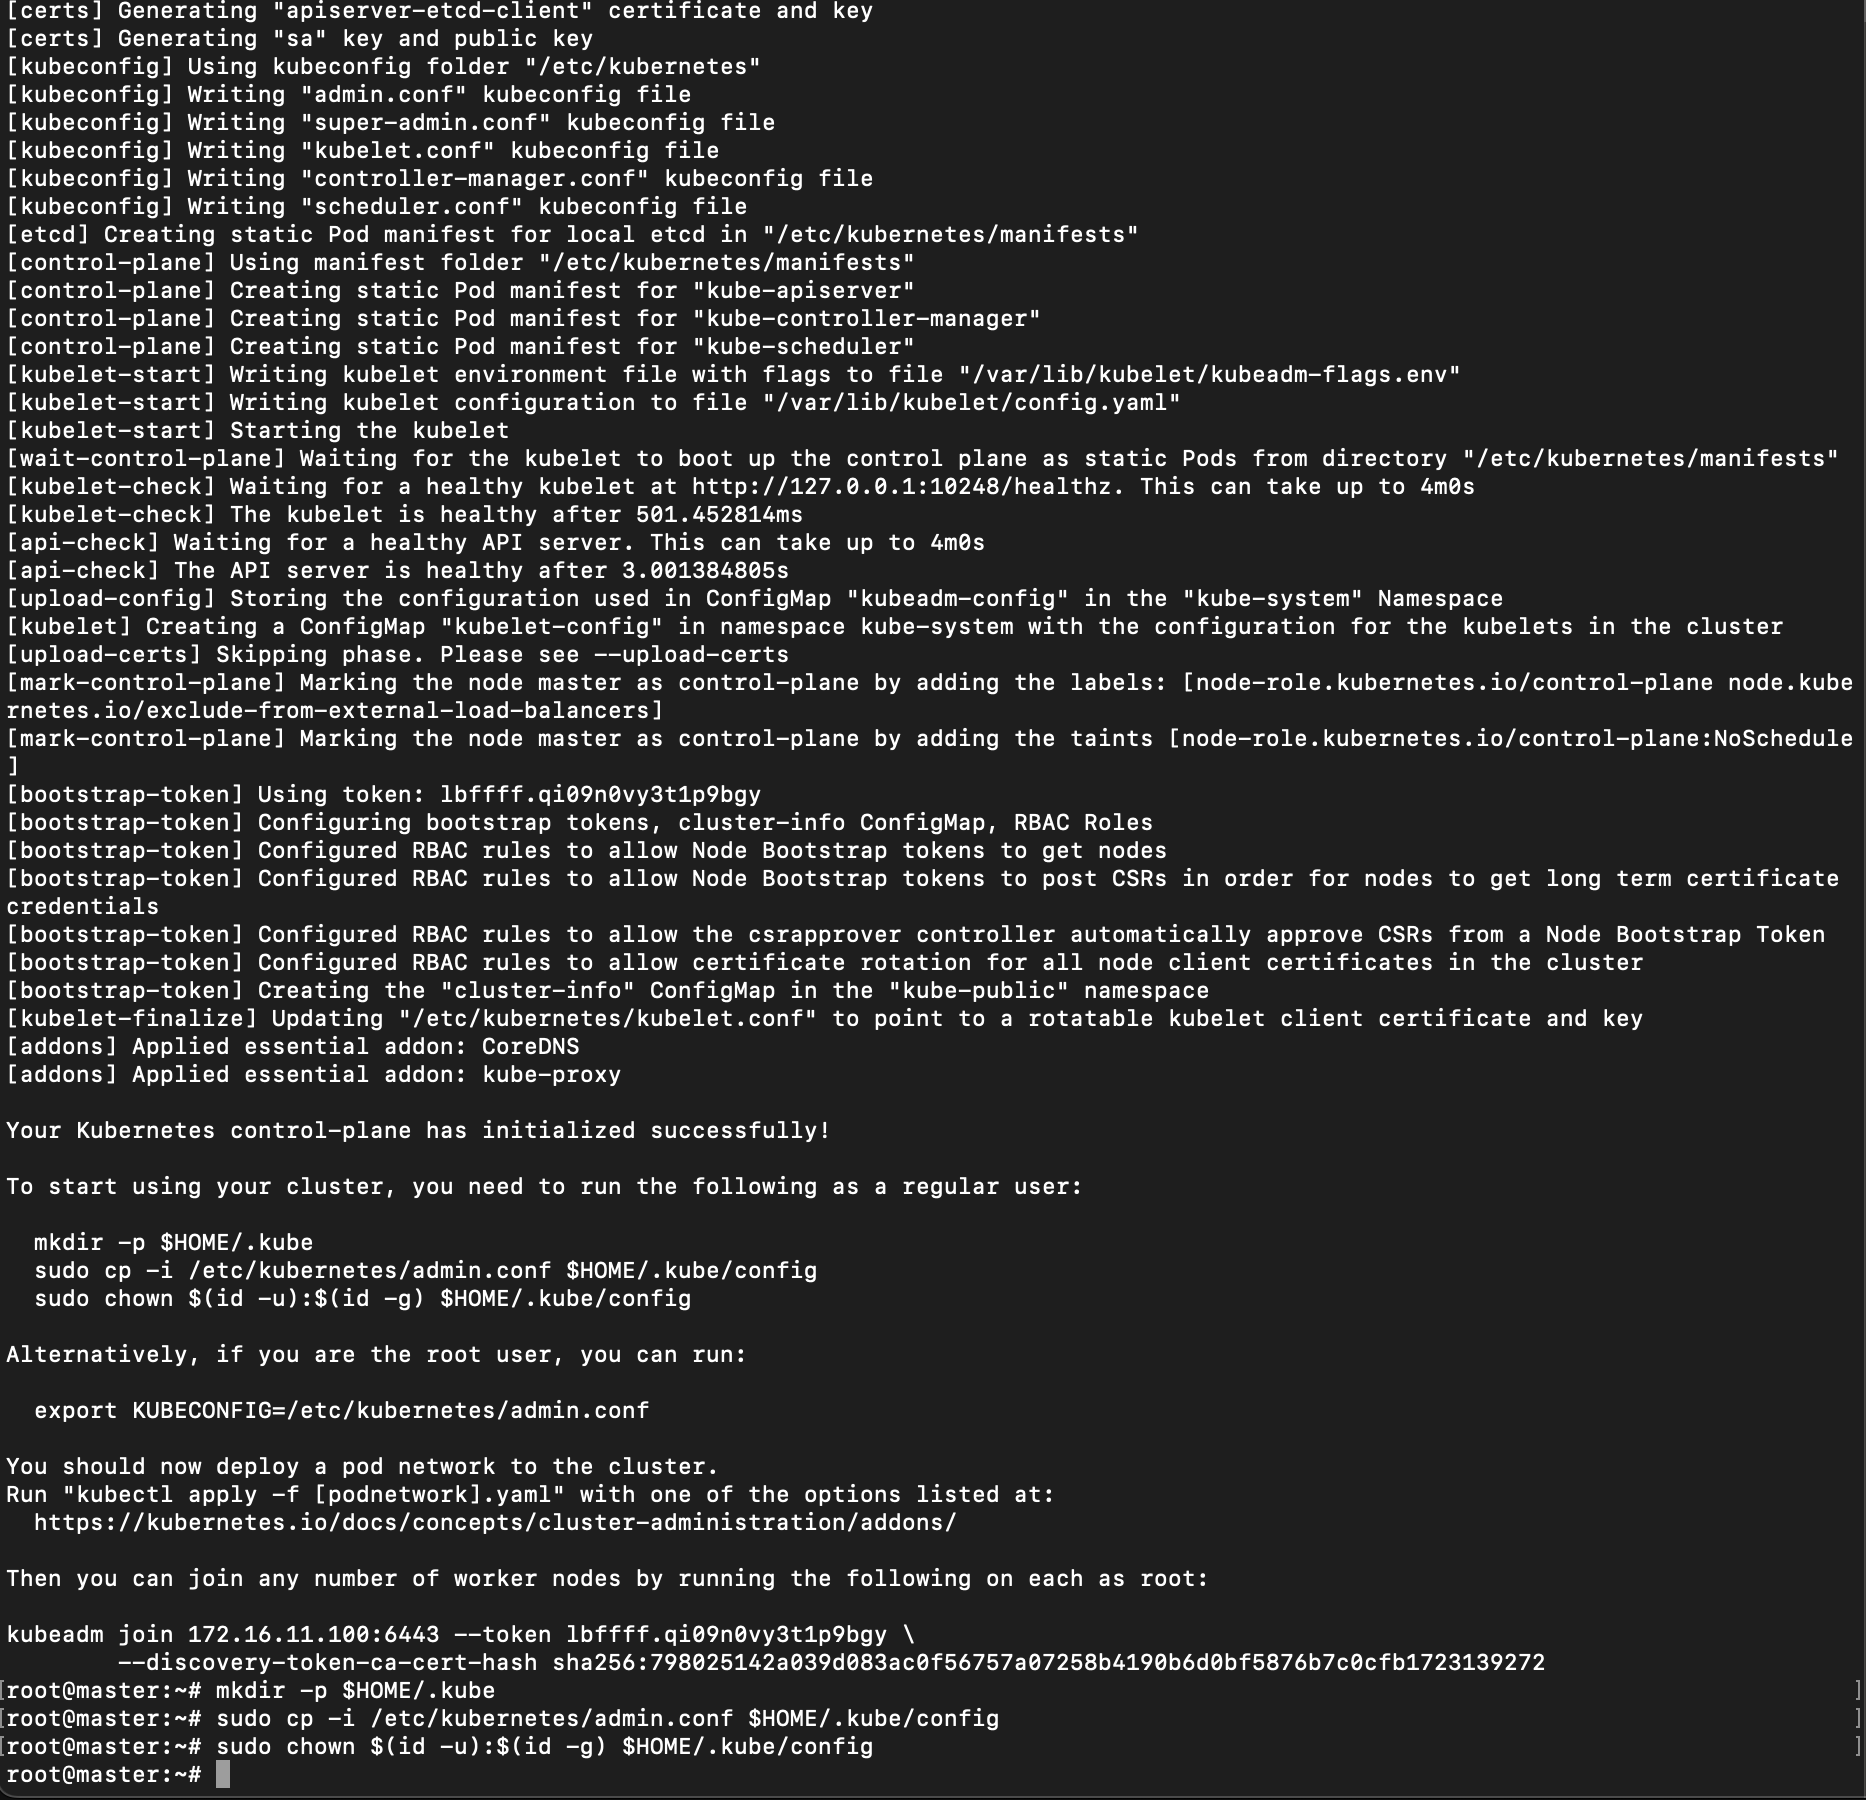 [certs] Generating "apiserver-etcd-client" certificate and key
[certs] Generating "sa" key and public key
[kubeconfig] Using kubeconfig folder "/etc/kubernetes"
[kubeconfig] Writing "admin.conf" kubeconfig file
[kubeconfig] Writing "super-admin.conf" kubeconfig file
[kubeconfig] Writing "kubelet.conf" kubeconfig file
[kubeconfig] Writing "controller-manager.conf" kubeconfig file
[kubeconfig] Writing "scheduler.conf" kubeconfig file
[etcd] Creating static Pod manifest for local etcd in "/etc/kubernetes/manifests"
[control-plane] Using manifest folder "/etc/kubernetes/manifests"
[control-plane] Creating static Pod manifest for "kube-apiserver"
[control-plane] Creating static Pod manifest for "kube-controller-manager"
[control-plane] Creating static Pod manifest for "kube-scheduler"
[kubelet-start] Writing kubelet environment file with flags to file "/var/lib/kubelet/kubeadm-flags.env"
[kubelet-start] Writing kubelet configuration to file "/var/lib/kubelet/config.yaml"
[kubelet-start] Starting the kubelet
[wait-control-plane] Waiting for the kubelet to boot up the control plane as static Pods from directory "/etc/kubernetes/manifests"
[kubelet-check] Waiting for a healthy kubelet at http://127.0.0.1:10248/healthz. This can take up to 4m0s
[kubelet-check] The kubelet is healthy after 501.452814ms
[api-check] Waiting for a healthy API server. This can take up to 4m0s
[api-check] The API server is healthy after 3.001384805s
[upload-config] Storing the configuration used in ConfigMap "kubeadm-config" in the "kube-system" Namespace
[kubelet] Creating a ConfigMap "kubelet-config" in namespace kube-system with the configuration for the kubelets in the cluster
[upload-certs] Skipping phase. Please see --upload-certs
[mark-control-plane] Marking the node master as control-plane by adding the labels: [node-role.kubernetes.io/control-plane node.kube
rnetes.io/exclude-from-external-load-balancers]
[mark-control-plane] Marking the node master as control-plane by adding the taints [node-role.kubernetes.io/control-plane:NoSchedule
]
[bootstrap-token] Using token: lbffff.qi09n0vy3t1p9bgy
[bootstrap-token] Configuring bootstrap tokens, cluster-info ConfigMap, RBAC Roles
[bootstrap-token] Configured RBAC rules to allow Node Bootstrap tokens to get nodes
[bootstrap-token] Configured RBAC rules to allow Node Bootstrap tokens to post CSRs in order for nodes to get long term certificate
credentials
[bootstrap-token] Configured RBAC rules to allow the csrapprover controller automatically approve CSRs from a Node Bootstrap Token
[bootstrap-token] Configured RBAC rules to allow certificate rotation for all node client certificates in the cluster
[bootstrap-token] Creating the "cluster-info" ConfigMap in the "kube-public" namespace
[kubelet-finalize] Updating "/etc/kubernetes/kubelet.conf" to point to a rotatable kubelet client certificate and key
[addons] Applied essential addon: CoreDNS
[addons] Applied essential addon: kube-proxy

Your Kubernetes control-plane has initialized successfully!

To start using your cluster, you need to run the following as a regular user:

  mkdir -p $HOME/.kube
  sudo cp -i /etc/kubernetes/admin.conf $HOME/.kube/config
  sudo chown $(id -u):$(id -g) $HOME/.kube/config

Alternatively, if you are the root user, you can run:

  export KUBECONFIG=/etc/kubernetes/admin.conf

You should now deploy a pod network to the cluster.
Run "kubectl apply -f [podnetwork].yaml" with one of the options listed at:
  https://kubernetes.io/docs/concepts/cluster-administration/addons/

Then you can join any number of worker nodes by running the following on each as root:

kubeadm join 172.16.11.100:6443 --token lbffff.qi09n0vy3t1p9bgy \
        --discovery-token-ca-cert-hash sha256:798025142a039d083ac0f56757a07258b4190b6d0bf5876b7c0cfb1723139272
[root@master:~# mkdir -p $HOME/.kube ]
[root@master:~# sudo cp -i /etc/kubernetes/admin.conf $HOME/.kube/config ]
[root@master:~# sudo chown $(id -u):$(id -g) $HOME/.kube/config ]
root@master:~#